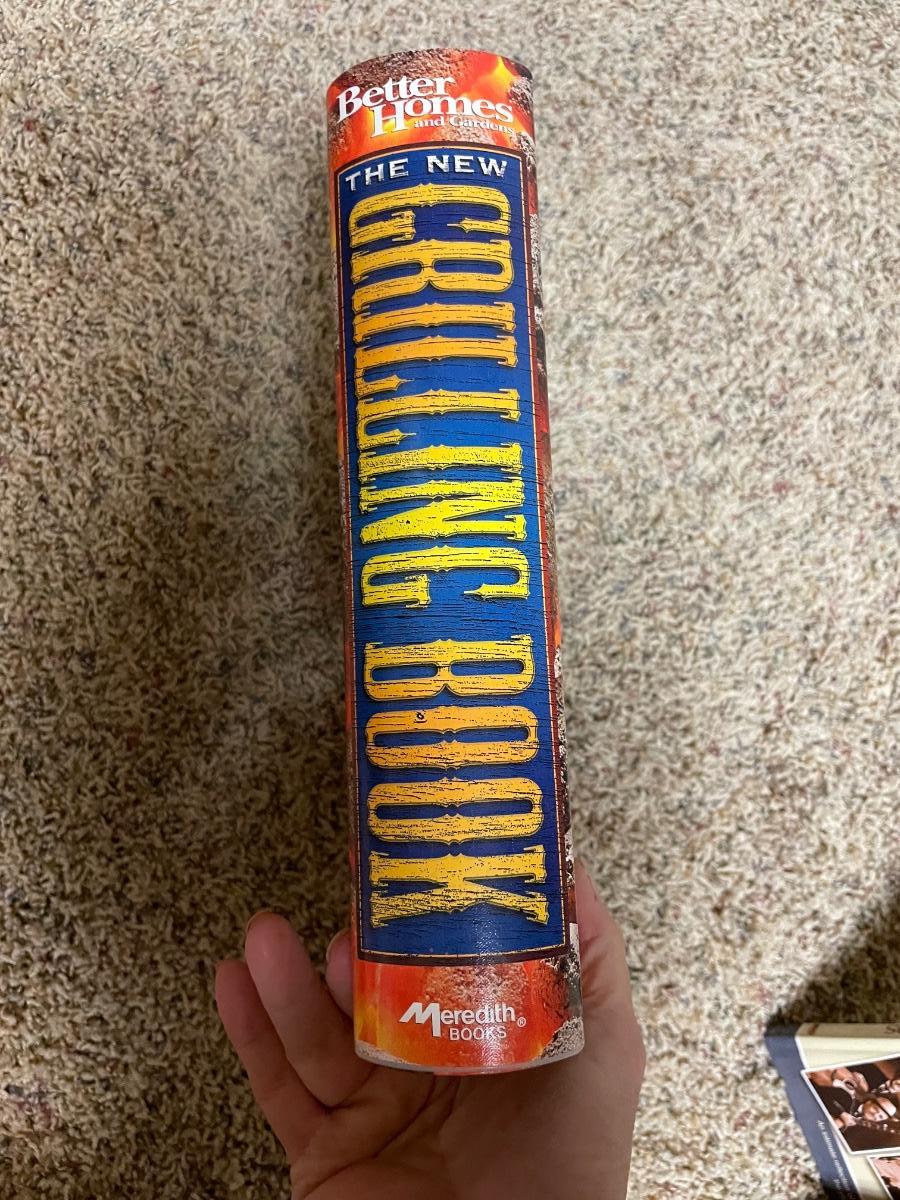 Better
Homes
and Gardens
THE NEW
GRILLING BOOK
Meredith®
BOOKS